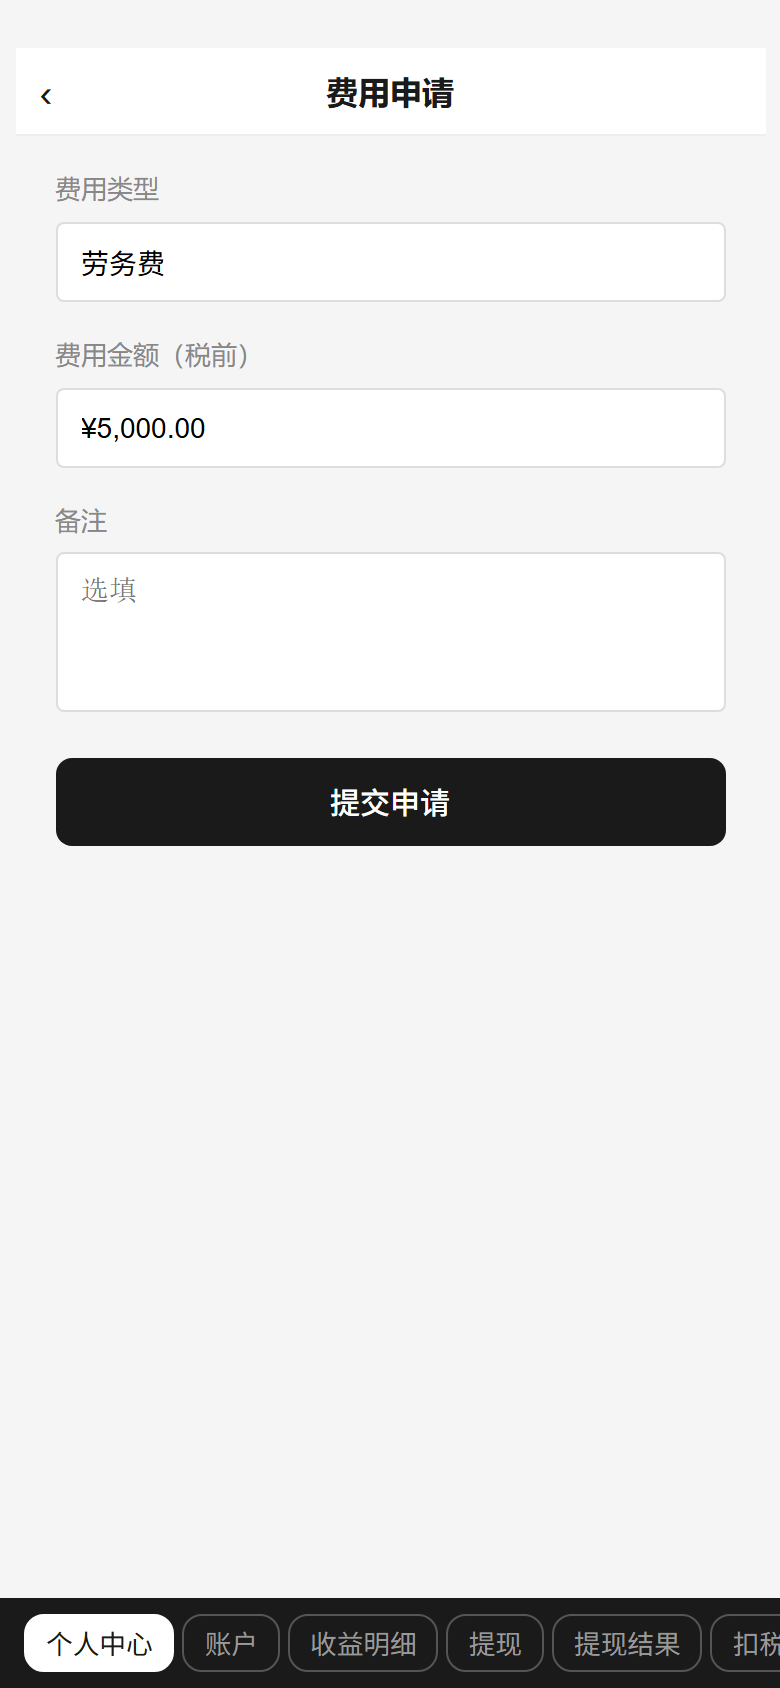 ‹ 费用申请
费用类型
劳务费
费用金额（税前）
¥5,000.00
备注
选填
提交申请
个人中心 账户 收益明细 提现 提现结果 扣税